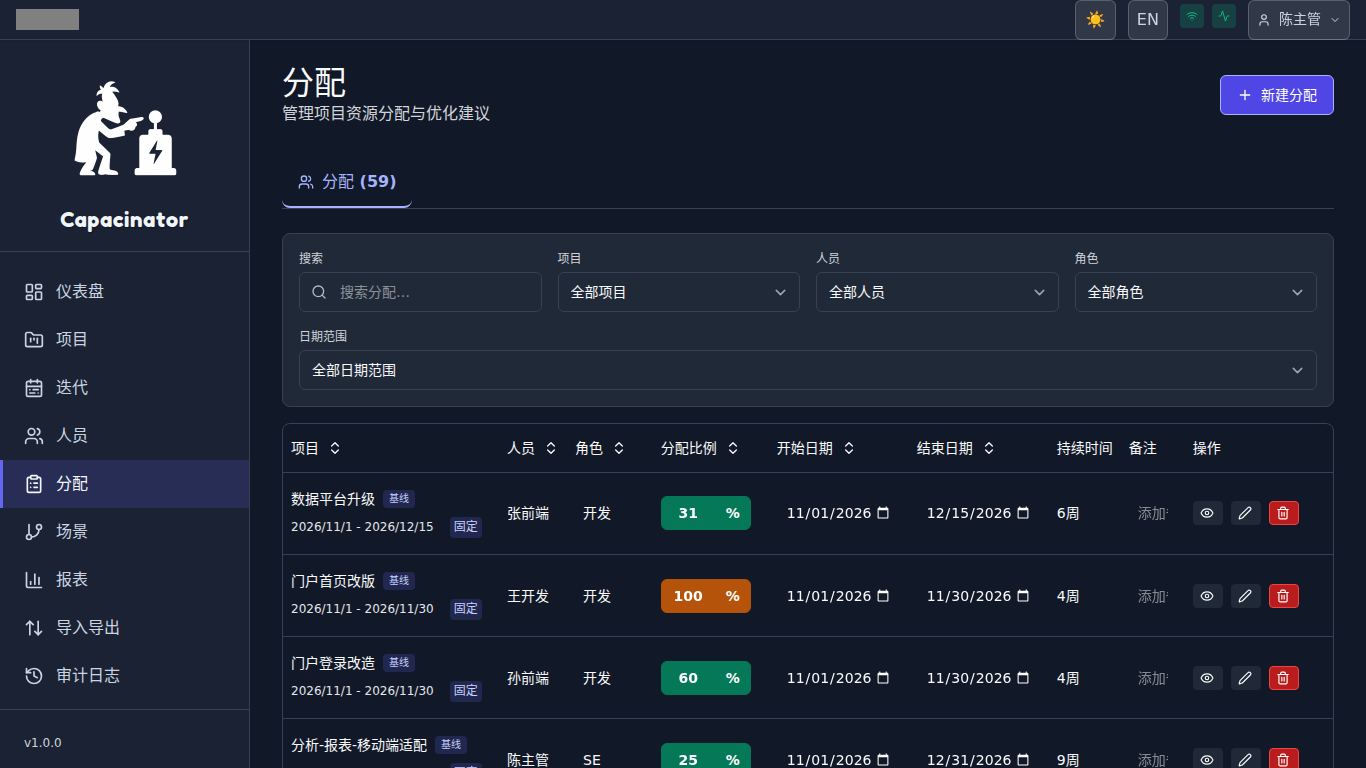 EN
陈主管
Capacinator
仪表盘
项目
迭代
人员
分配
场景
报表
导入导出
审计日志
v1.0.0
分配
管理项目资源分配与优化建议
新建分配
分配 (59)
搜索
项目
人员
角色
搜索分配...
全部项目
全部人员
全部角色
日期范围
全部日期范围
项目 人员 角色 分配比例 开始日期 结束日期 持续时间 备注 操作
数据平台升级 基线
2026/11/1 - 2026/12/15 固定
张前端 开发 31 % 11/01/2026 12/15/2026 6周 添加
门户首页改版 基线
2026/11/1 - 2026/11/30 固定
王开发 开发 100 % 11/01/2026 11/30/2026 4周 添加
门户登录改造 基线
2026/11/1 - 2026/11/30 固定
孙前端 开发 60 % 11/01/2026 11/30/2026 4周 添加
分析-报表-移动端适配 基线
陈主管 SE 25 % 11/01/2026 12/31/2026 9周 添加